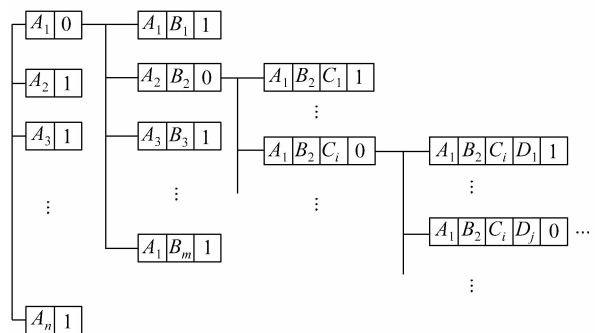 A₁ 0 A₁ B₁ 1
A₂ 1 A₂ B₂ 0 A₁ B₂ C₁ 1
⋮
A₃ 1 A₃ B₃ 1 A₁ B₂ Cᵢ 0 A₁ B₂ Cᵢ D₁ 1
⋮ ⋮ ⋮ ⋮
A₁ Bₘ 1 A₁ B₂ Cᵢ Dⱼ 0 ⋯
⋮
Aₙ 1